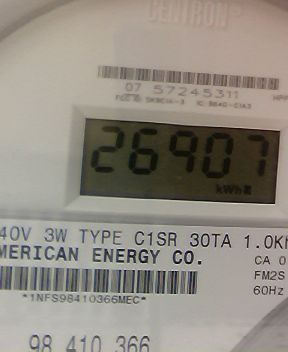 CENTRON
07 57245311
26907
kWh
40V 3W TYPE C1SR 30TA 1.0Kh
MERICAN ENERGY CO.
CA 0
FM2S
60Hz
*1NFS98410366MEC*
98 410 366